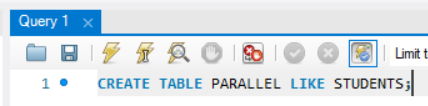 Query 1
Limit t
1 CREATE TABLE PARALLEL LIKE STUDENTS;